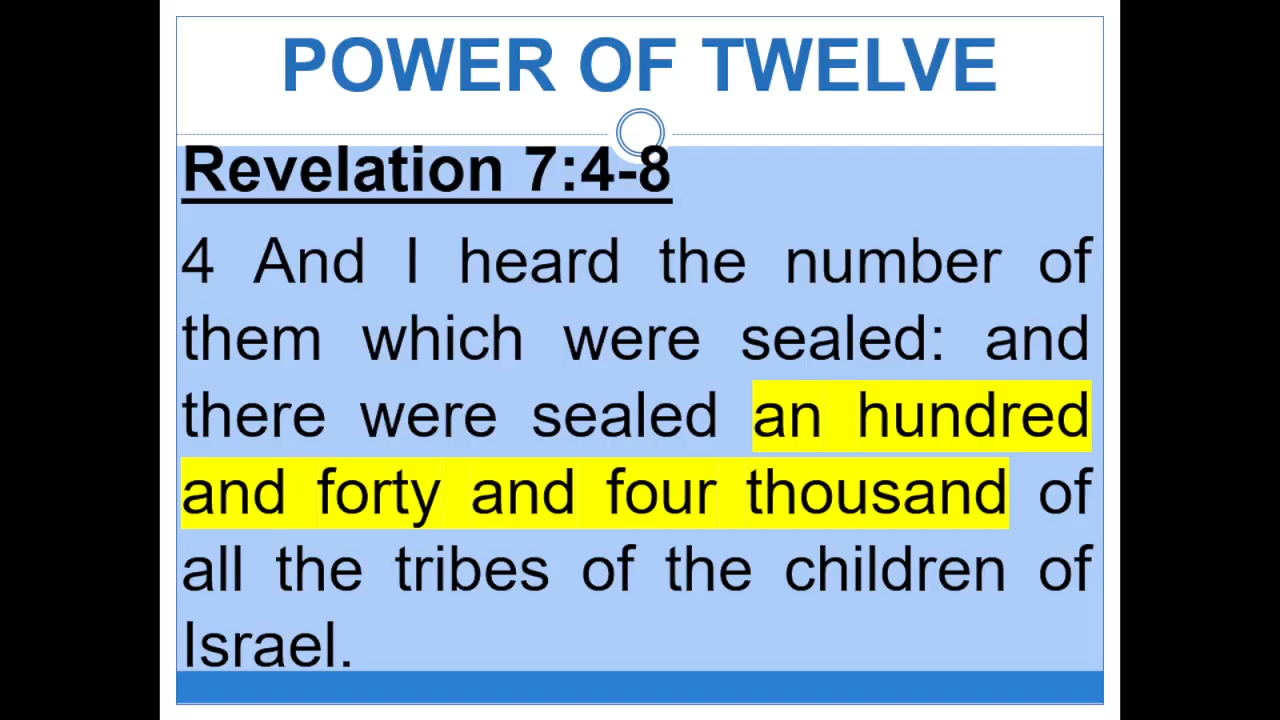 POWER OF TWELVE
Revelation 7:4-8
4 And I heard the number of
them which were sealed: and
there were sealed an hundred
and forty and four thousand of
all the tribes of the children of
Israel.